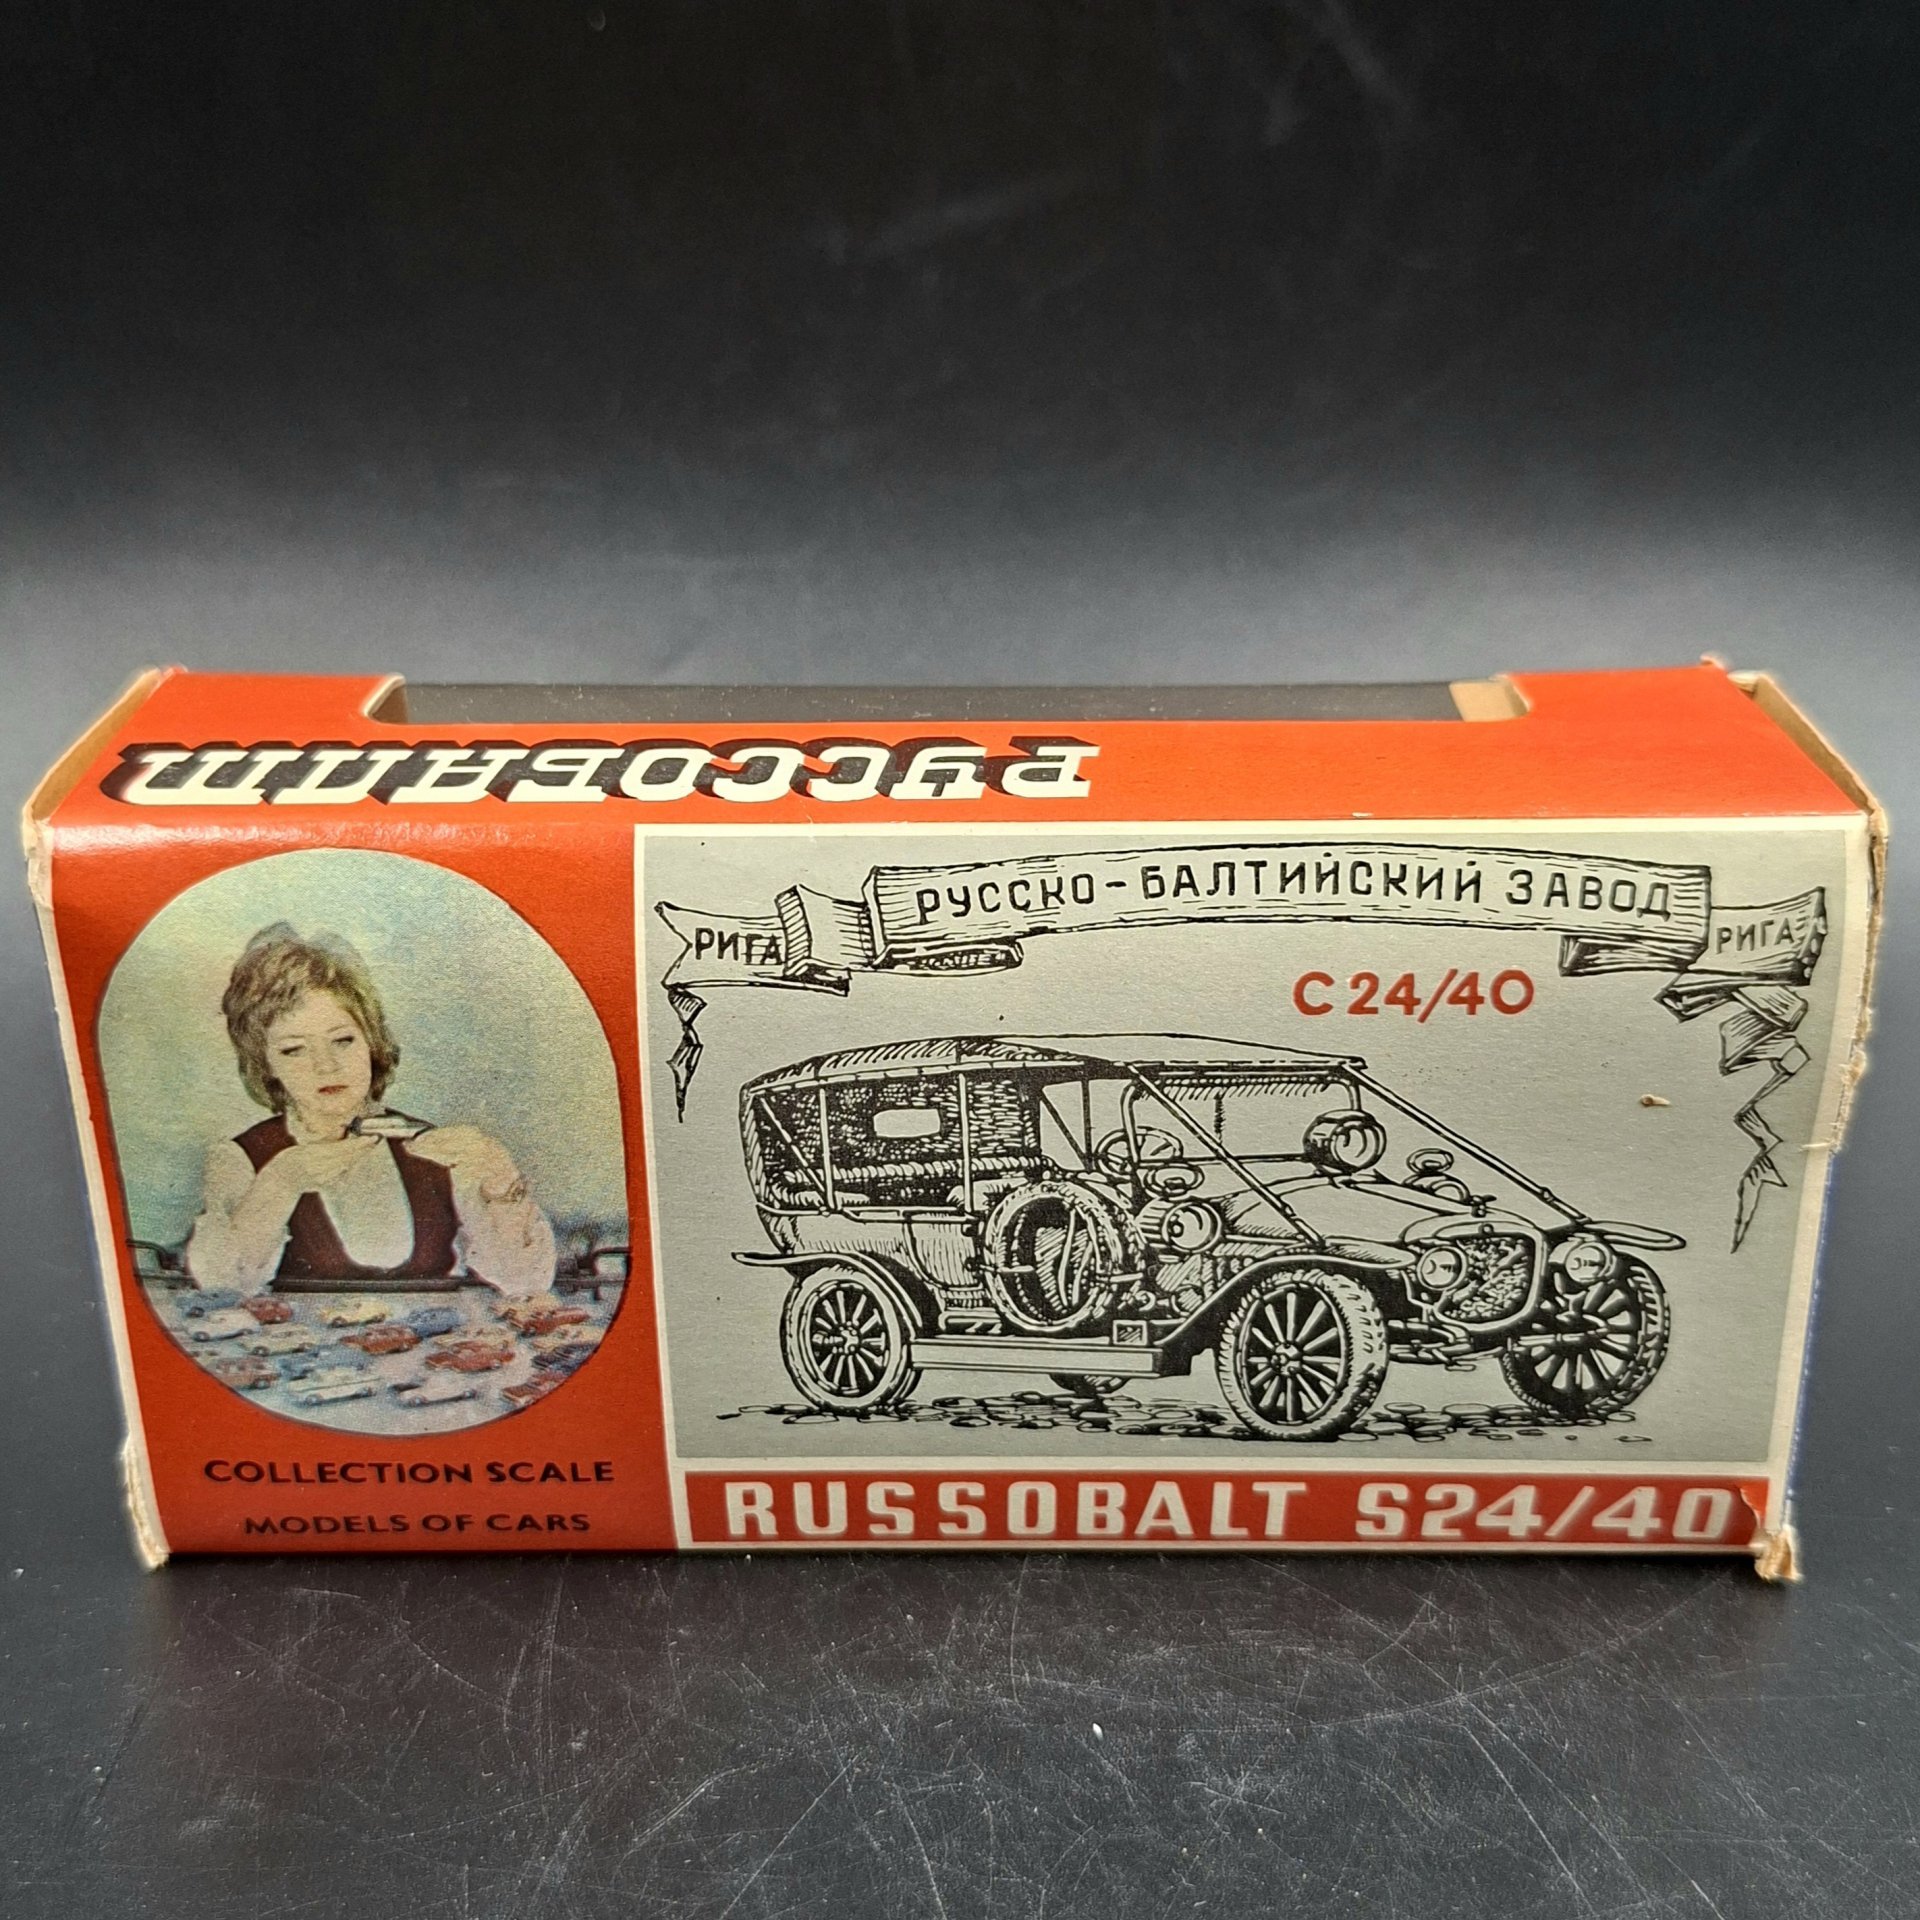 Руссобалт
РУССКО-БАЛТИЙСКИЙ ЗАВОД
РИГА
РИГА
С24/40
COLLECTION SCALE
MODELS OF CARS
RUSSOBALT S24/40